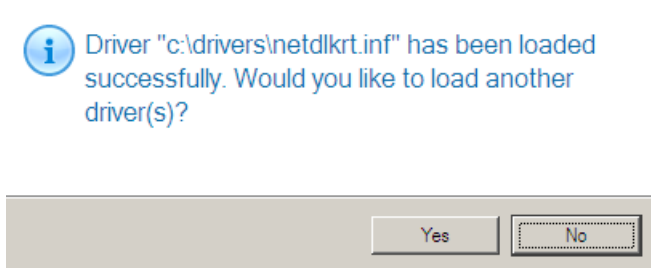 Driver "c:\drivers\netdlkrt.inf" has been loaded
successfully. Would you like to load another
driver(s)?
Yes No